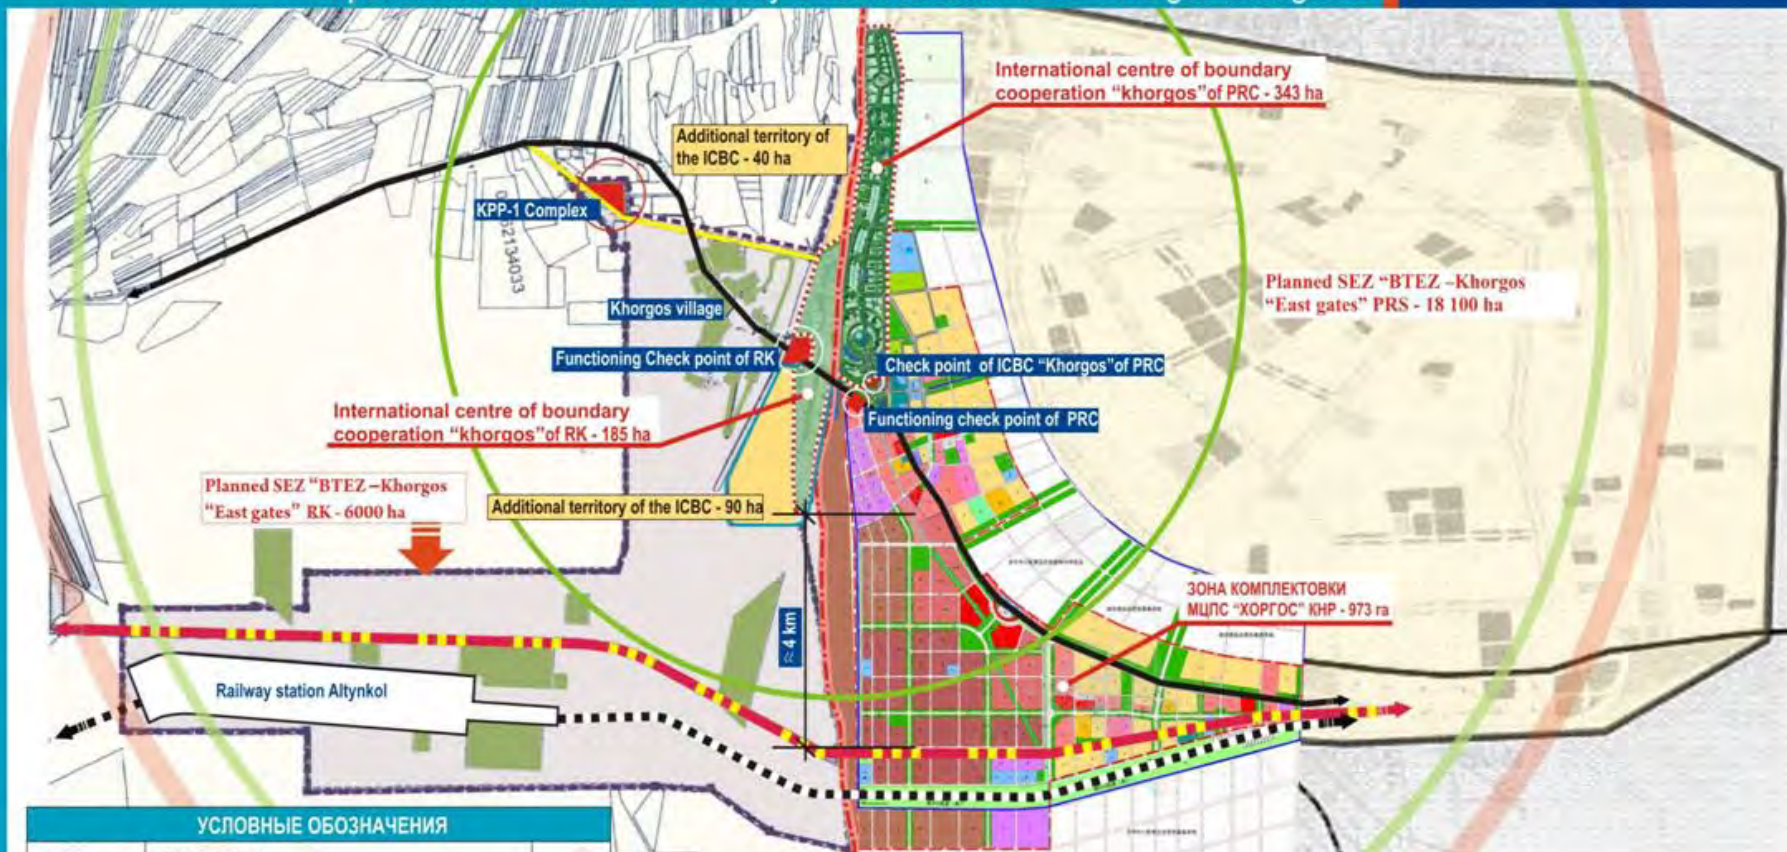 International centre of boundary
cooperation “khorgos”of PRC - 343 ha
Additional territory of
the ICBC - 40 ha
KPP-1 Complex
62134033
Planned SEZ “BTEZ –Khorgos
“East gates” PRS - 18 100 ha
Khorgos village
Functioning Check point of RK
Check point of ICBC “Khorgos”of PRC
Functioning check point of PRC
International centre of boundary
cooperation “khorgos”of RK - 185 ha
Planned SEZ “BTEZ –Khorgos
“East gates” RK - 6000 ha
Additional territory of the ICBC - 90 ha
ЗОНА КОМПЛЕКТОВКИ
МЦПС “ХОРГОС” КНР - 973 га
≈ 4 km
Railway station Altynkol
УСЛОВНЫЕ ОБОЗНАЧЕНИЯ